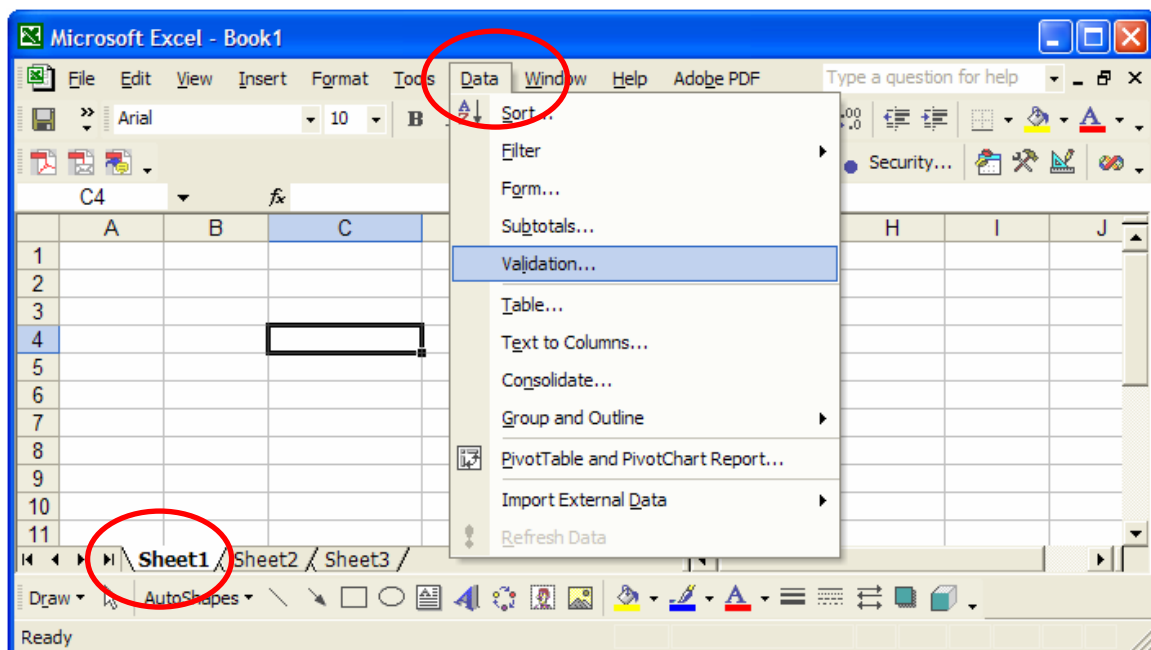 Microsoft Excel - Book1
File Edit View Insert Format Tools Data Window Help Adobe PDF Type a question for help
Arial 10 B
Security...
C4 fx
A B C H I J
Sort...
Filter
Form...
Subtotals...
Validation...
Table...
Text to Columns...
Consolidate...
Group and Outline
PivotTable and PivotChart Report...
Import External Data
Refresh Data
1
2
3
4
5
6
7
8
9
10
11
Sheet1 Sheet2 Sheet3
Draw AutoShapes
Ready